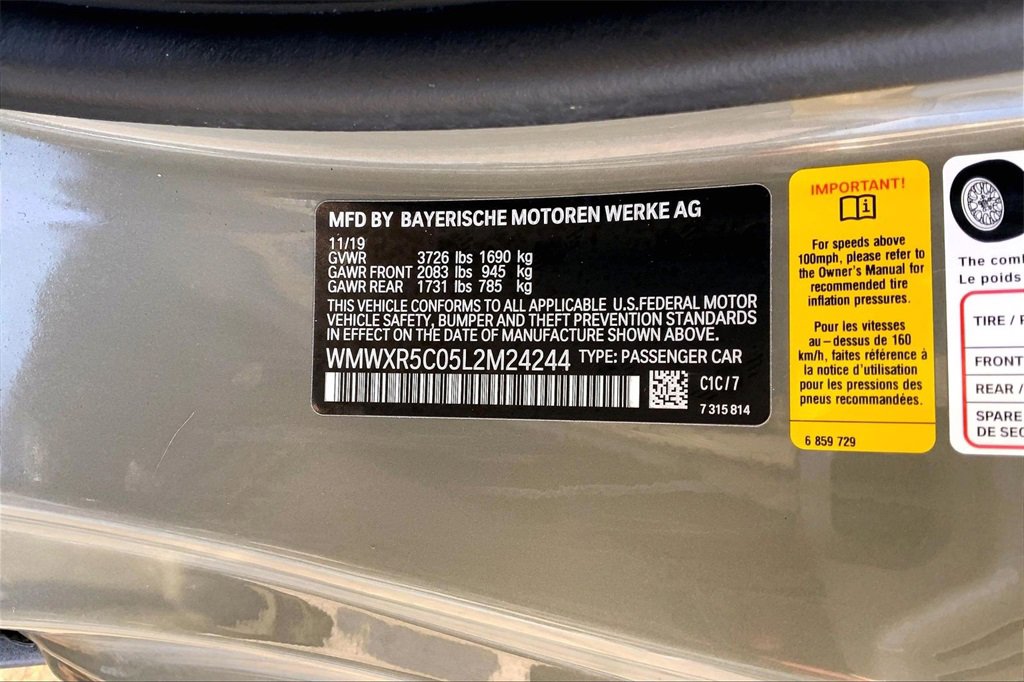 MFD BY BAYERISCHE MOTOREN WERKE AG
11/19
GVWR 3726 lbs 1690 kg
GAWR FRONT 2083 lbs 945 kg
GAWR REAR 1731 lbs 785 kg
THIS VEHICLE CONFORMS TO ALL APPLICABLE U.S.FEDERAL MOTOR
VEHICLE SAFETY, BUMPER AND THEFT PREVENTION STANDARDS
IN EFFECT ON THE DATE OF MANUFACTURE SHOWN ABOVE.
WMWXR5C05L2M24244 TYPE: PASSENGER CAR
C1C/7
7 315 814
IMPORTANT!
i
For speeds above
100mph, please refer to
the Owner's Manual for
recommended tire
inflation pressures.
Pour les vitesses
au-dessus de 160
km/h, faites référence à
la notice d'utilisation
pour les pressions des
pneus recommandées.
6 859 729
The comb
Le poids
TIRE /
FRONT
REAR /
SPARE
DE SEC